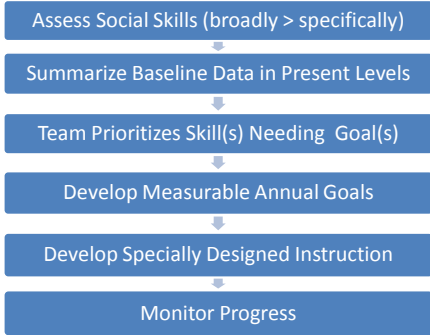 Assess Social Skills (broadly > specifically)
Summarize Baseline Data in Present Levels
Team Prioritizes Skill(s) Needing Goal(s)
Develop Measurable Annual Goals
Develop Specially Designed Instruction
Monitor Progress